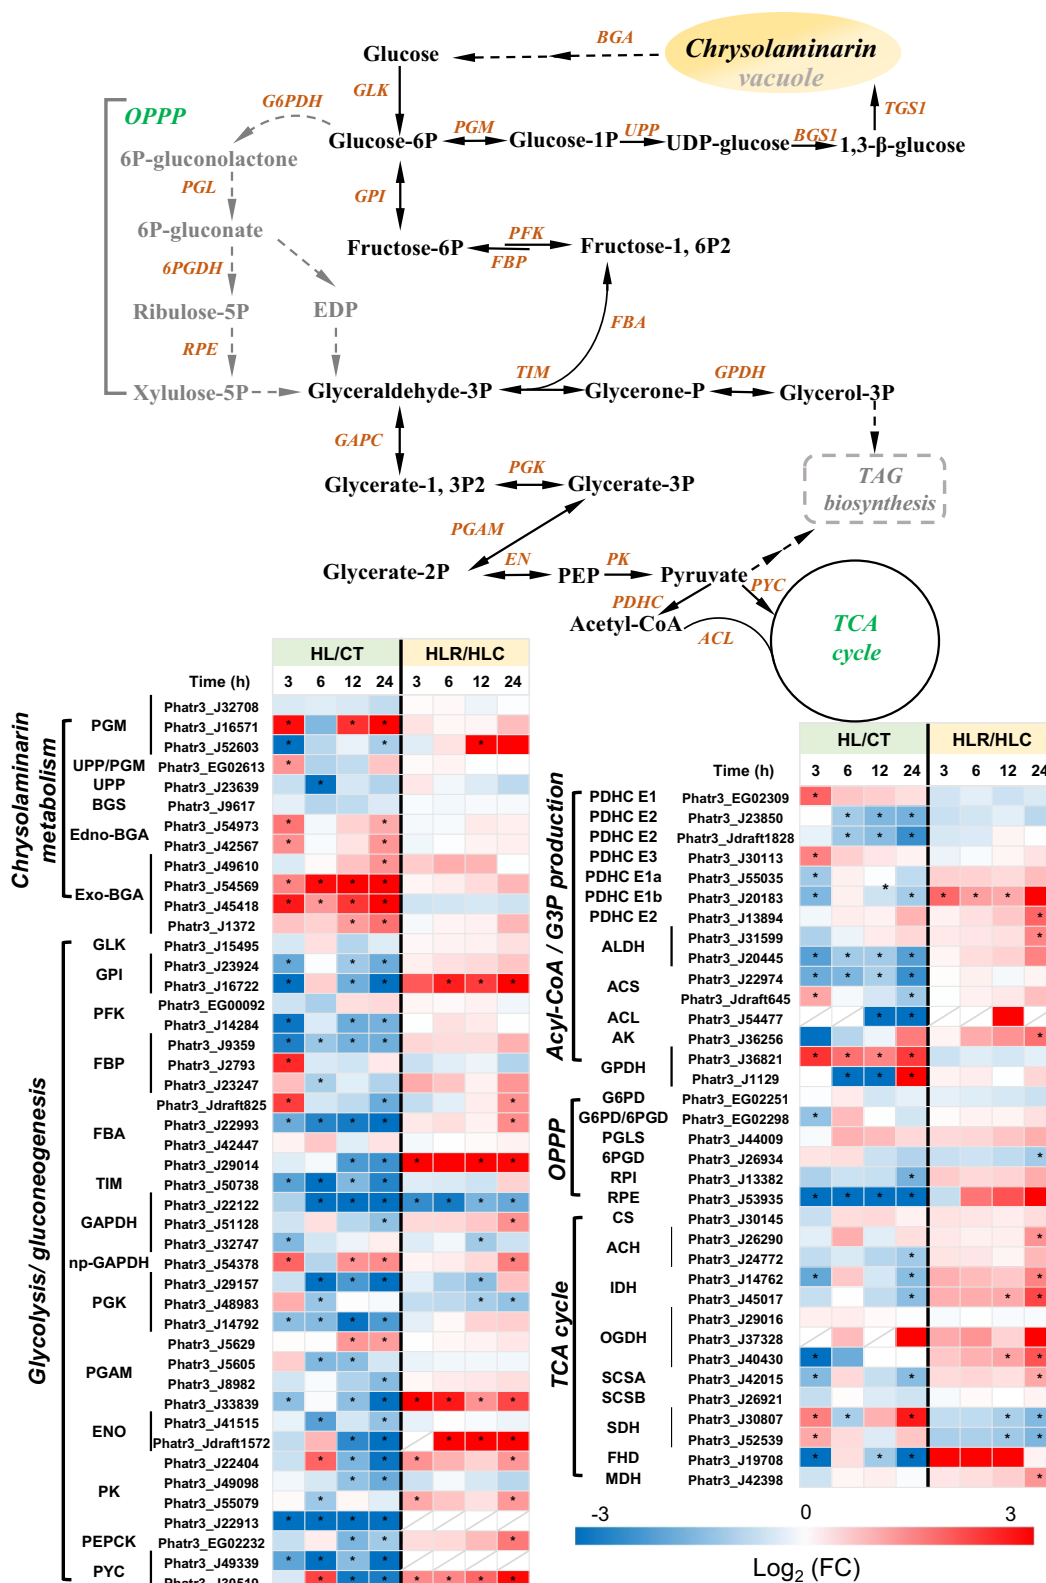 BGA
Glucose
Chrysolaminarin
vacuole
GLK
TGS1
OPPP
G6PDH
Glucose-6P
PGM
Glucose-1P
UPP
UDP-glucose
BGS1
1,3-β-glucose
6P-gluconolactone
PGL
GPI
6P-gluconate
Fructose-6P
PFK
FBP
Fructose-1, 6P2
6PGDH
Ribulose-5P
EDP
FBA
RPE
Xylulose-5P
Glyceraldehyde-3P
TIM
Glycerone-P
GPDH
Glycerol-3P
GAPC
Glycerate-1, 3P2
PGK
Glycerate-3P
TAG
biosynthesis
PGAM
Glycerate-2P
EN
PEP
PK
Pyruvate
PYC
PDHC
Acetyl-CoA
ACL
TCA
cycle
HL/CT HLR/HLC
Time (h) 3 6 12 24 3 6 12 24
Chrysolaminarin
metabolism
Phatr3_J32708
PGM Phatr3_J16571
Phatr3_J52603
UPP/PGM Phatr3_EG02613
UPP Phatr3_J23639
BGS Phatr3_J9617
Edno-BGA Phatr3_J54973
Phatr3_J42567
Phatr3_J49610
Exo-BGA Phatr3_J54569
Phatr3_J45418
Phatr3_J1372
Glycolysis/ gluconeogenesis
GLK Phatr3_J15495
GPI Phatr3_J23924
Phatr3_J16722
PFK Phatr3_EG00092
Phatr3_J14284
FBP Phatr3_J9359
Phatr3_J2793
Phatr3_J23247
Phatr3_Jdraft825
FBA Phatr3_J22993
Phatr3_J42447
Phatr3_J29014
TIM Phatr3_J50738
Phatr3_J22122
GAPDH Phatr3_J51128
Phatr3_J32747
np-GAPDH Phatr3_J54378
Phatr3_J29157
PGK Phatr3_J48983
Phatr3_J14792
Phatr3_J5629
PGAM Phatr3_J5605
Phatr3_J8982
Phatr3_J33839
ENO Phatr3_J41515
Phatr3_Jdraft1572
Phatr3_J22404
PK Phatr3_J49098
Phatr3_J55079
Phatr3_J22913
PEPCK Phatr3_EG02232
PYC Phatr3_J49339
Phatr3_J30519
HL/CT HLR/HLC
Time (h) 3 6 12 24 3 6 12 24
Acyl-CoA / G3P production
PDHC E1 Phatr3_EG02309
PDHC E2 Phatr3_J23850
PDHC E2 Phatr3_Jdraft1828
PDHC E3 Phatr3_J30113
PDHC E1a Phatr3_J55035
PDHC E1b Phatr3_J20183
PDHC E2 Phatr3_J13894
ALDH Phatr3_J31599
Phatr3_J20445
ACS Phatr3_J22974
Phatr3_Jdraft645
ACL Phatr3_J54477
AK Phatr3_J36256
GPDH Phatr3_J36821
Phatr3_J1129
OPPP
G6PD Phatr3_EG02251
G6PD/6PGD Phatr3_EG02298
PGLS Phatr3_J44009
6PGD Phatr3_J26934
RPI Phatr3_J13382
RPE Phatr3_J53935
TCA cycle
CS Phatr3_J30145
ACH Phatr3_J26290
Phatr3_J24772
IDH Phatr3_J14762
Phatr3_J45017
Phatr3_J29016
OGDH Phatr3_J37328
Phatr3_J40430
SCSA Phatr3_J42015
SCSB Phatr3_J26921
SDH Phatr3_J30807
Phatr3_J52539
FHD Phatr3_J19708
MDH Phatr3_J42398
-3 0 3
Log₂ (FC)